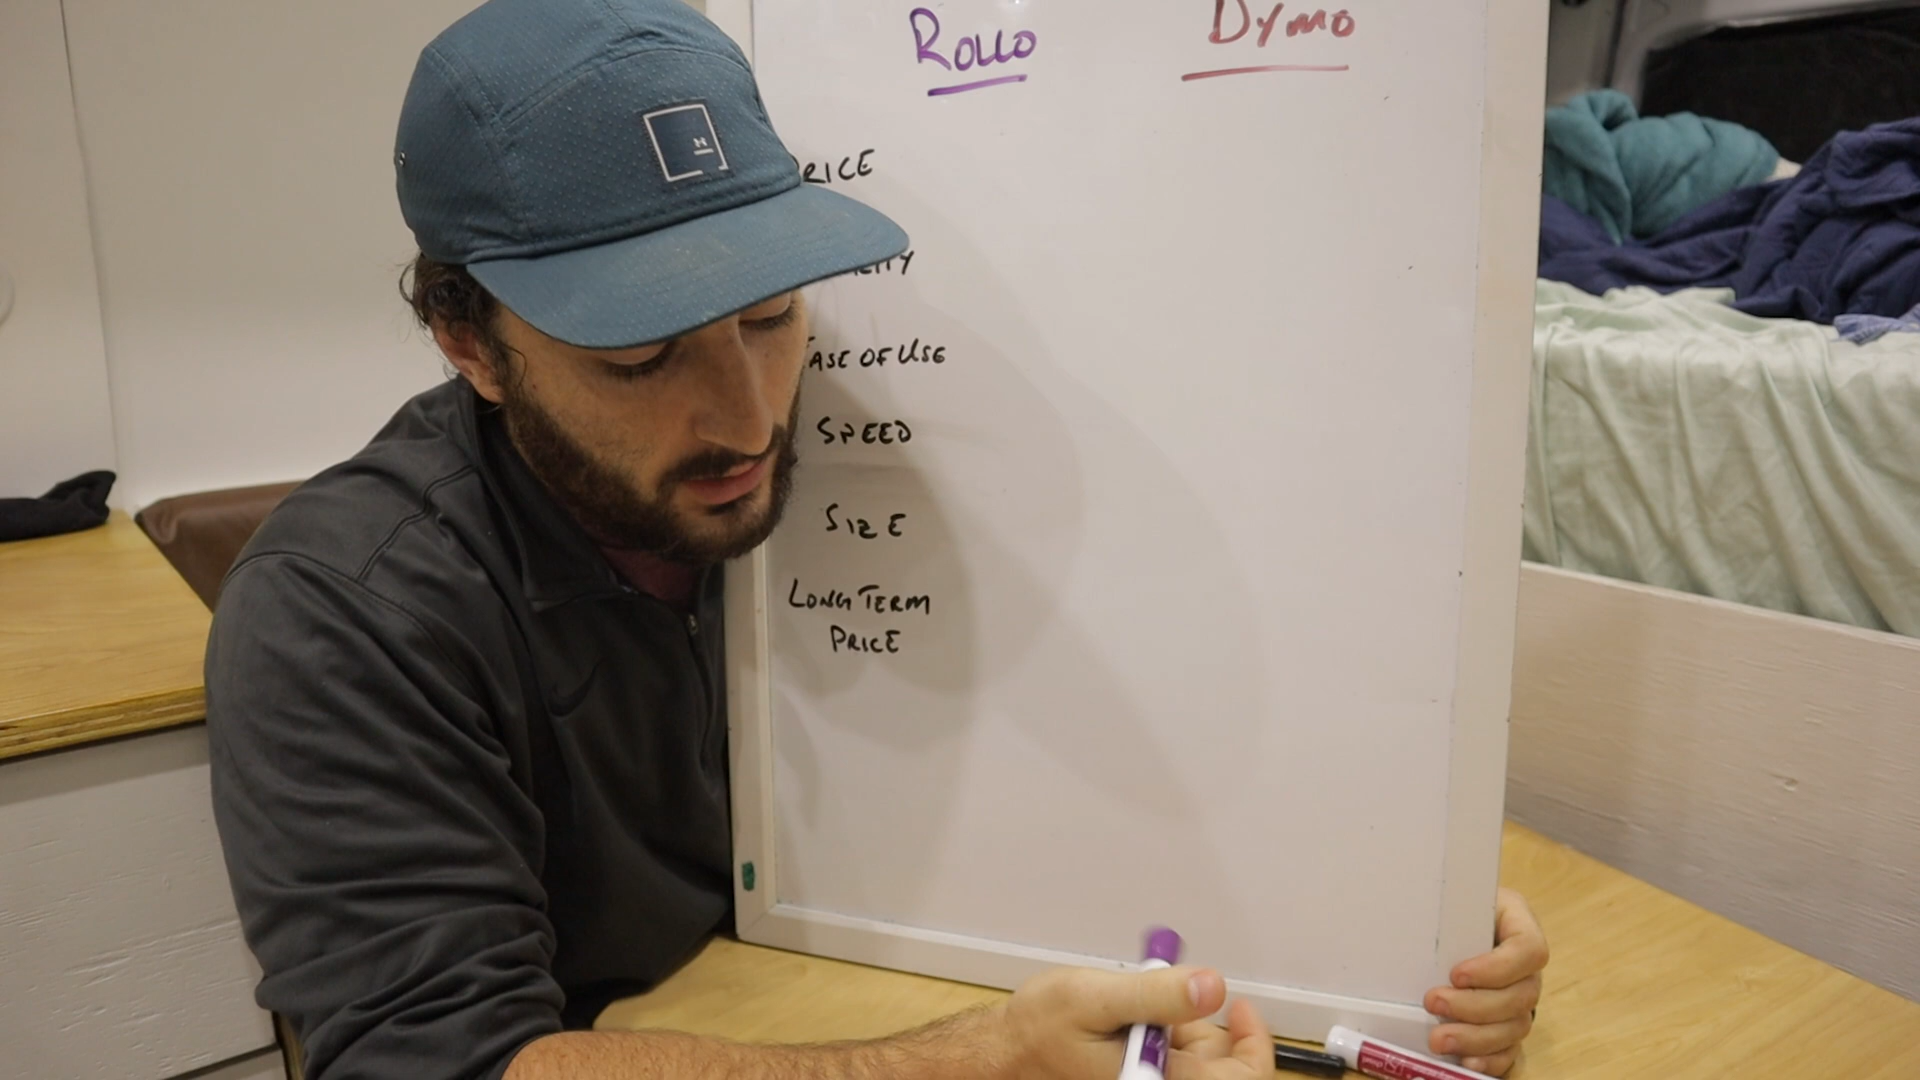 Rollo Dymo
RICE
EASE OF USE
SPEED
SIZE
LONG TERM
PRICE